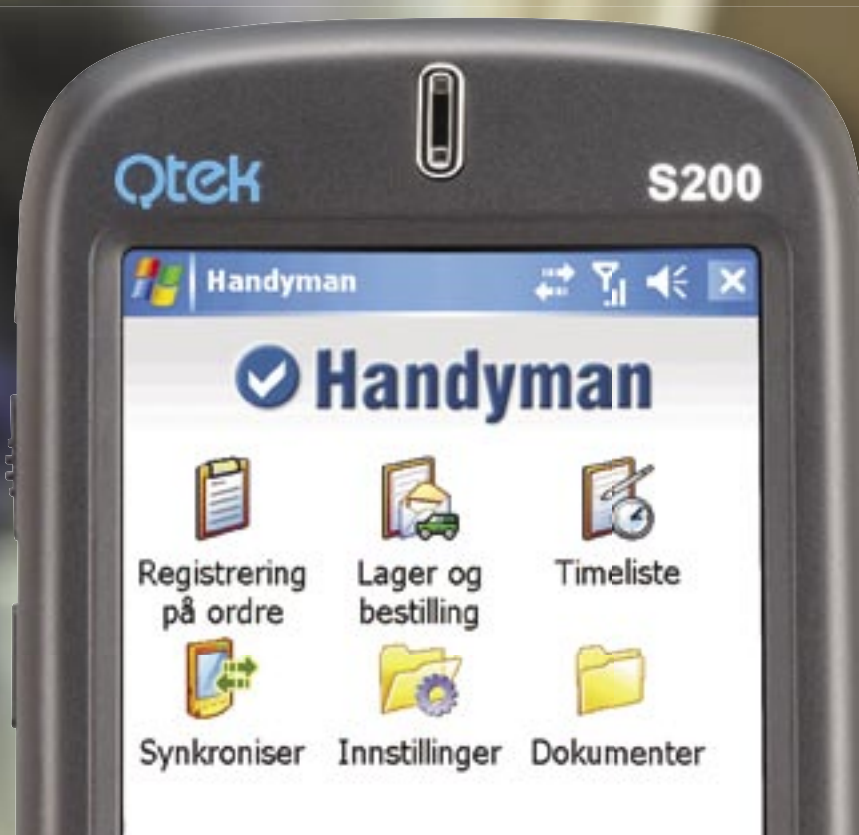 Qtek
S200
Handyman
Handyman
Registrering
på ordre
Lager og
bestilling
Timeliste
Synkroniser
Innstillinger
Dokumenter